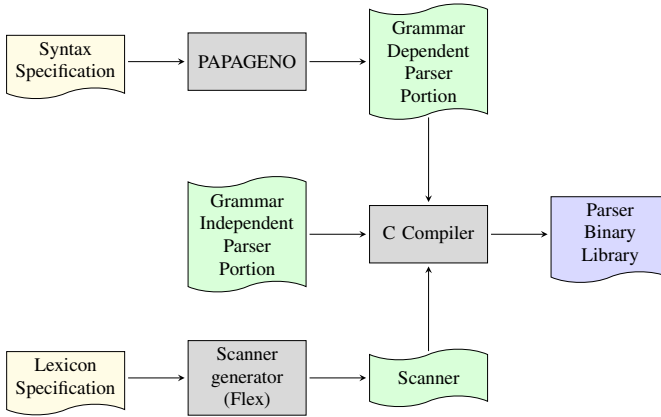 Syntax
Specification
PAPAGENO
Grammar
Dependent
Parser
Portion
Grammar
Independent
Parser
Portion
C Compiler
Parser
Binary
Library
Lexicon
Specification
Scanner
generator
(Flex)
Scanner